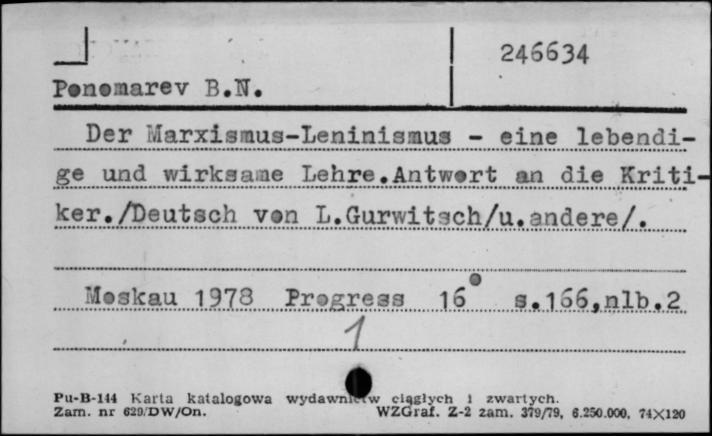 246634
Ponomarev B.N.
Der Marxismus-Leninismus - eine lebendi-
ge und wirksame Lehre.Antwort an die Kriti-
ker./Deutsch von L.Gurwitsch/u.andere/.
Moskau 1978 Progress 16° s.166,nlb.2
1
Pu-B-144 Karta katalogowa wydawnictw ciągłych i zwartych.
Zam. nr 629/DW/On. WZGraf. Z-2 zam. 379/79, 6.250.000, 74X120